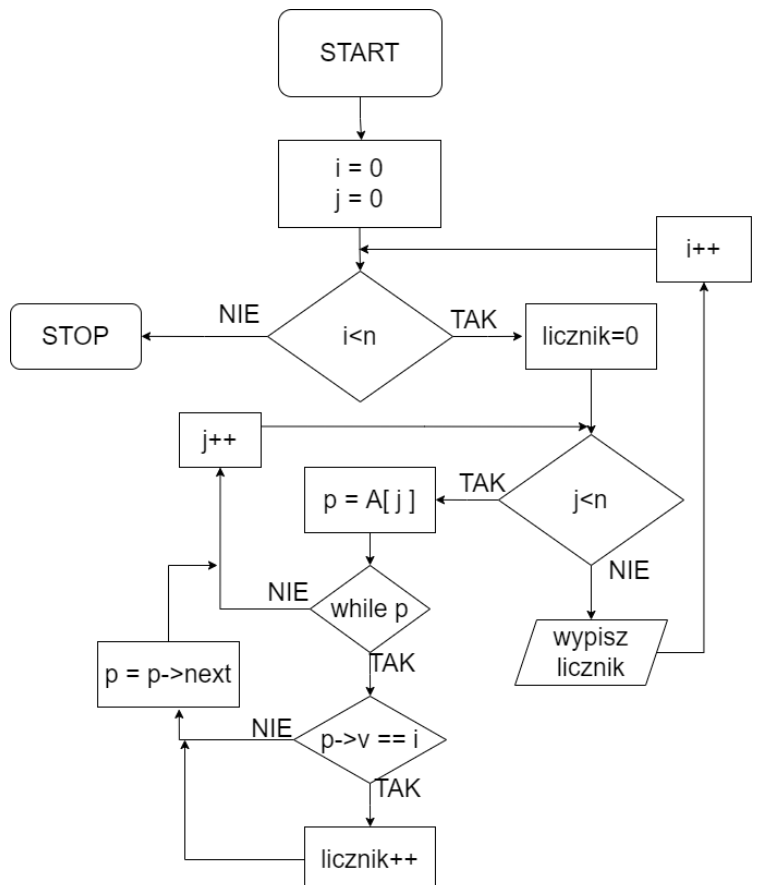 START
i = 0
j = 0
i++
NIE
TAK
STOP
i<n
licznik=0
j++
TAK
p = A[ j ]
j<n
NIE
NIE
while p
wypisz
licznik
TAK
p = p->next
NIE
p->v == i
TAK
licznik++